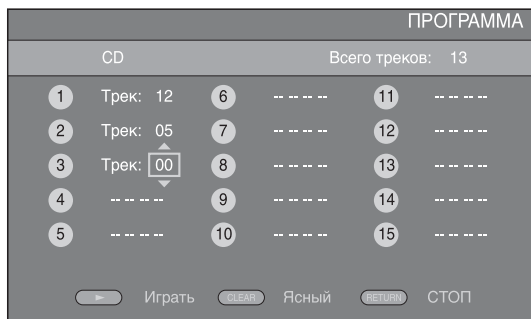 ПРОГРАММА
CD Всего треков: 13
1 Трек: 12 6 -- -- -- -- 11 -- -- -- --
2 Трек: 05 7 -- -- -- -- 12 -- -- -- --
3 Трек: 00 8 -- -- -- -- 13 -- -- -- --
4 -- -- -- -- 9 -- -- -- -- 14 -- -- -- --
5 -- -- -- -- 10 -- -- -- -- 15 -- -- -- --
Играть CLEAR Ясный RETURN СТОП